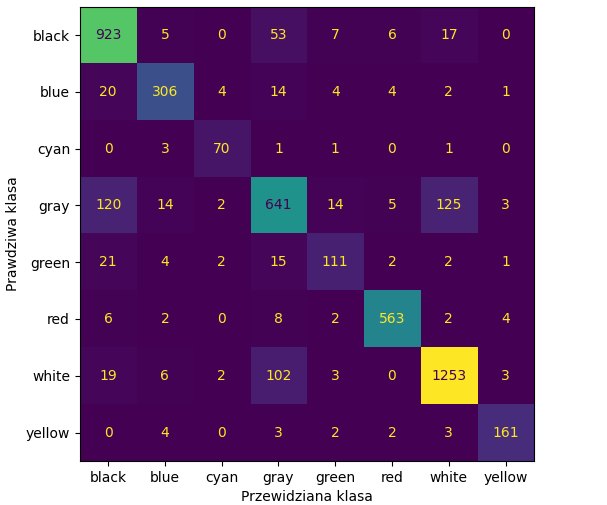 Prawdziwa klasa
black 923 5 0 53 7 6 17 0
blue 20 306 4 14 4 4 2 1
cyan 0 3 70 1 1 0 1 0
gray 120 14 2 641 14 5 125 3
green 21 4 2 15 111 2 2 1
red 6 2 0 8 2 563 2 4
white 19 6 2 102 3 0 1253 3
yellow 0 4 0 3 2 2 3 161
black blue cyan gray green red white yellow
Przewidziana klasa